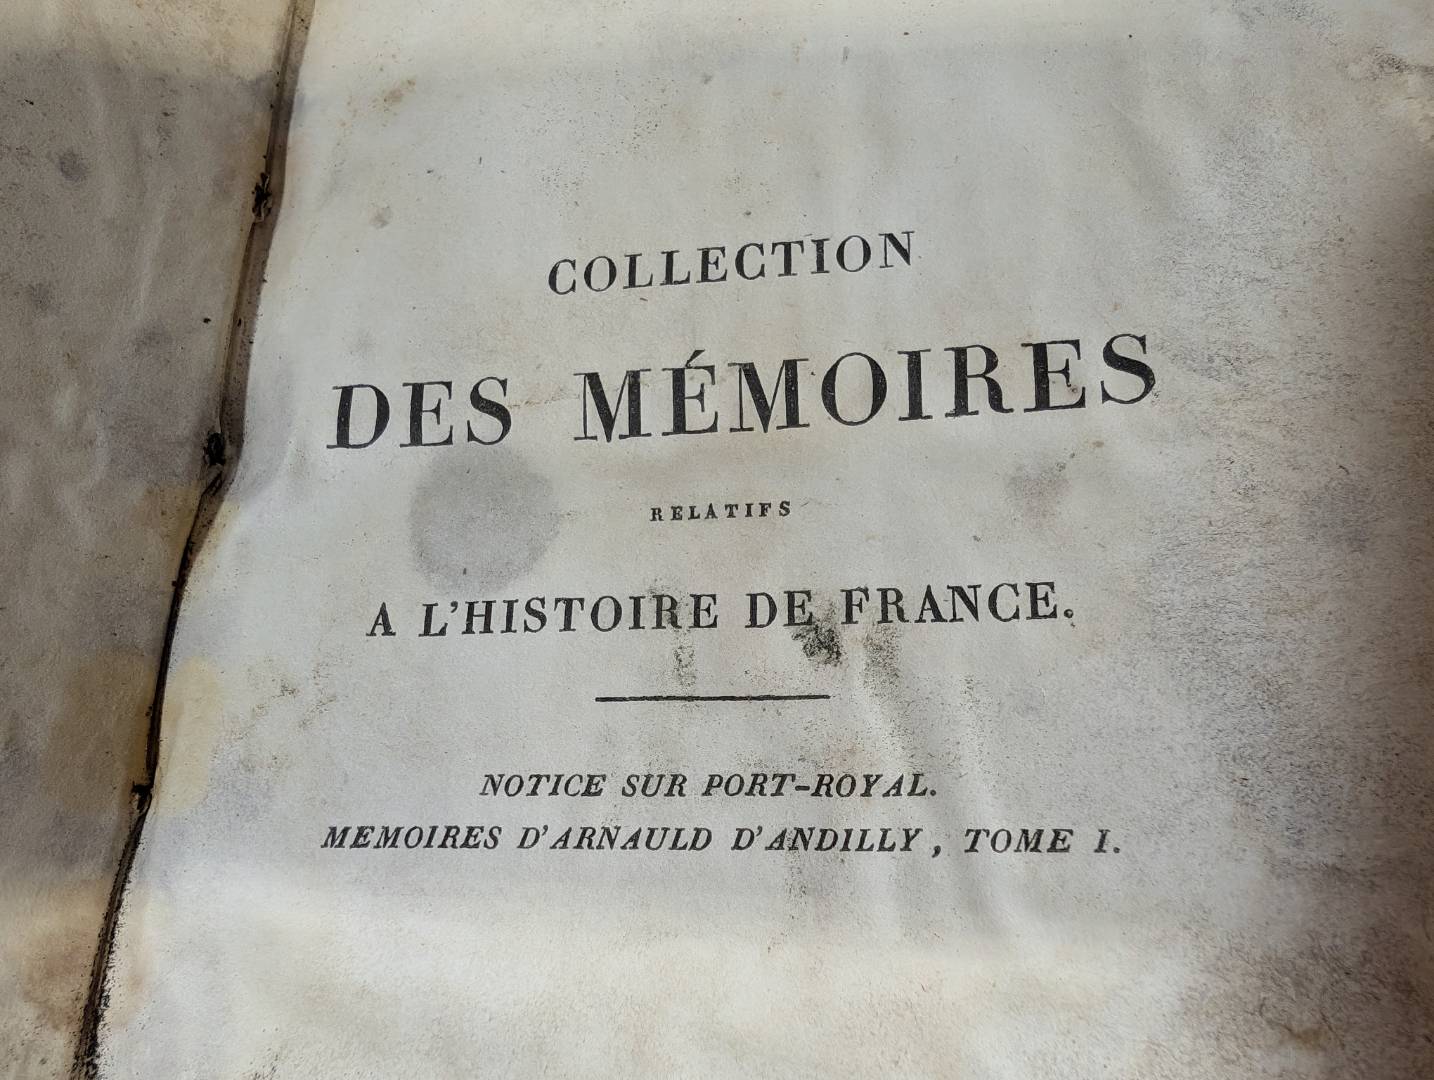 COLLECTION
DES MÉMOIRES
RELATIFS
A L'HISTOIRE DE FRANCE.
NOTICE SUR PORT-ROYAL.
MEMOIRES D'ARNAULD D'ANDILLY, TOME I.